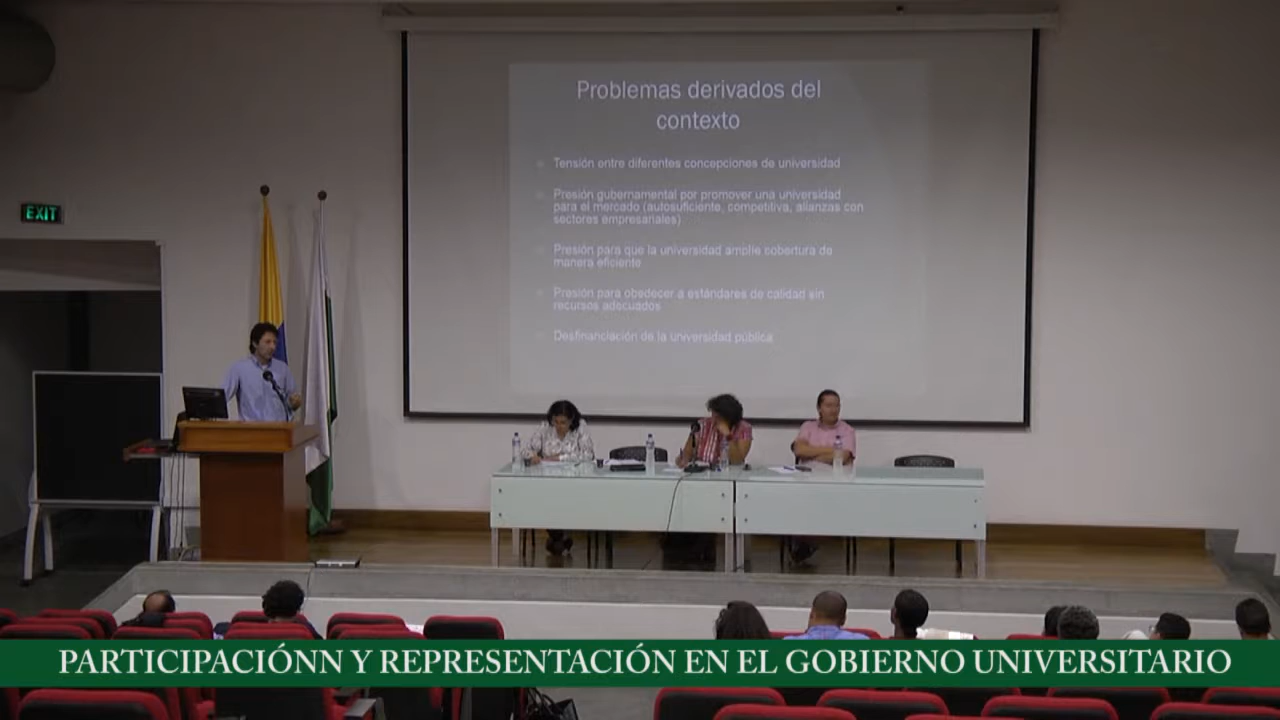 Problemas derivados del
contexto
Tensión entre diferentes concepciones de universidad
Presión gubernamental por promover una universidad
para el mercado (autosuficiente, competitiva, alianzas con
sectores empresariales)
Presión para que la universidad amplíe cobertura de
manera eficiente
Presión para obedecer a estándares de calidad sin
recursos adecuados
Desfinanciación de la universidad pública
EXIT
PARTICIPACIÓNN Y REPRESENTACIÓN EN EL GOBIERNO UNIVERSITARIO